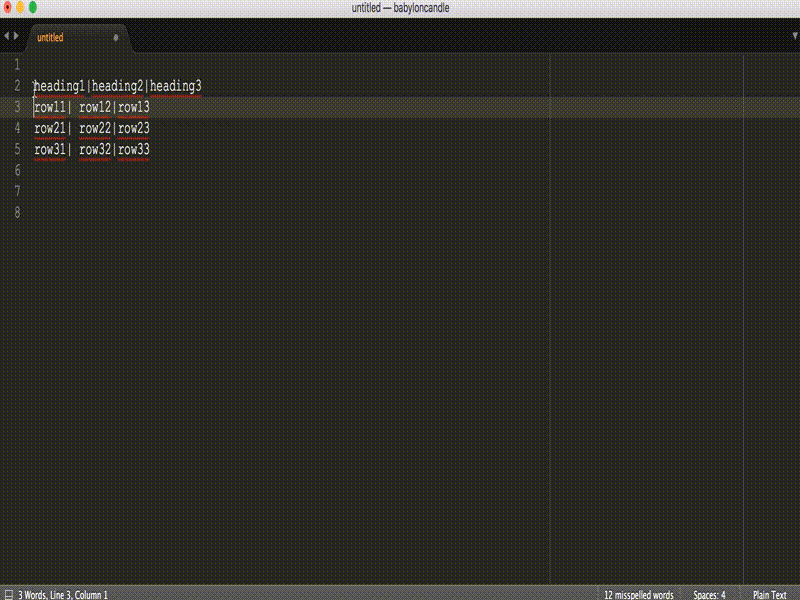 untitled — babyloncandle
untitled
1
2 heading1|heading2|heading3
3 row11| row12|row13
4 row21| row22|row23
5 row31| row32|row33
6
7
8
3 Words, Line 3, Column 1 12 misspelled words Spaces: 4 Plain Text